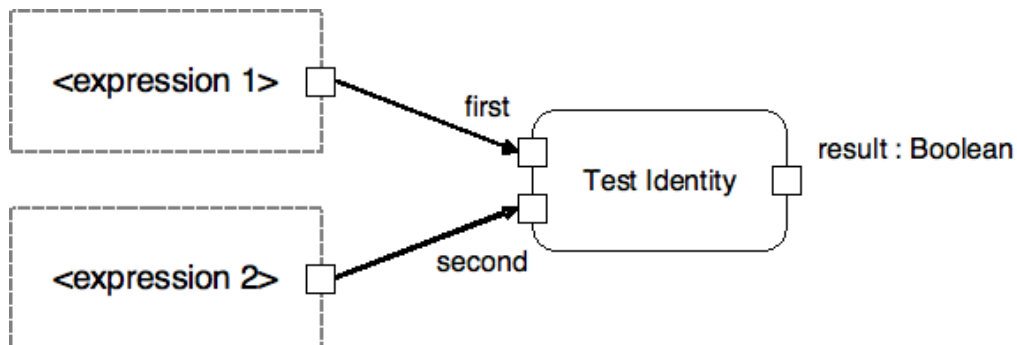 <expression 1>
first
Test Identity
result : Boolean
second
<expression 2>